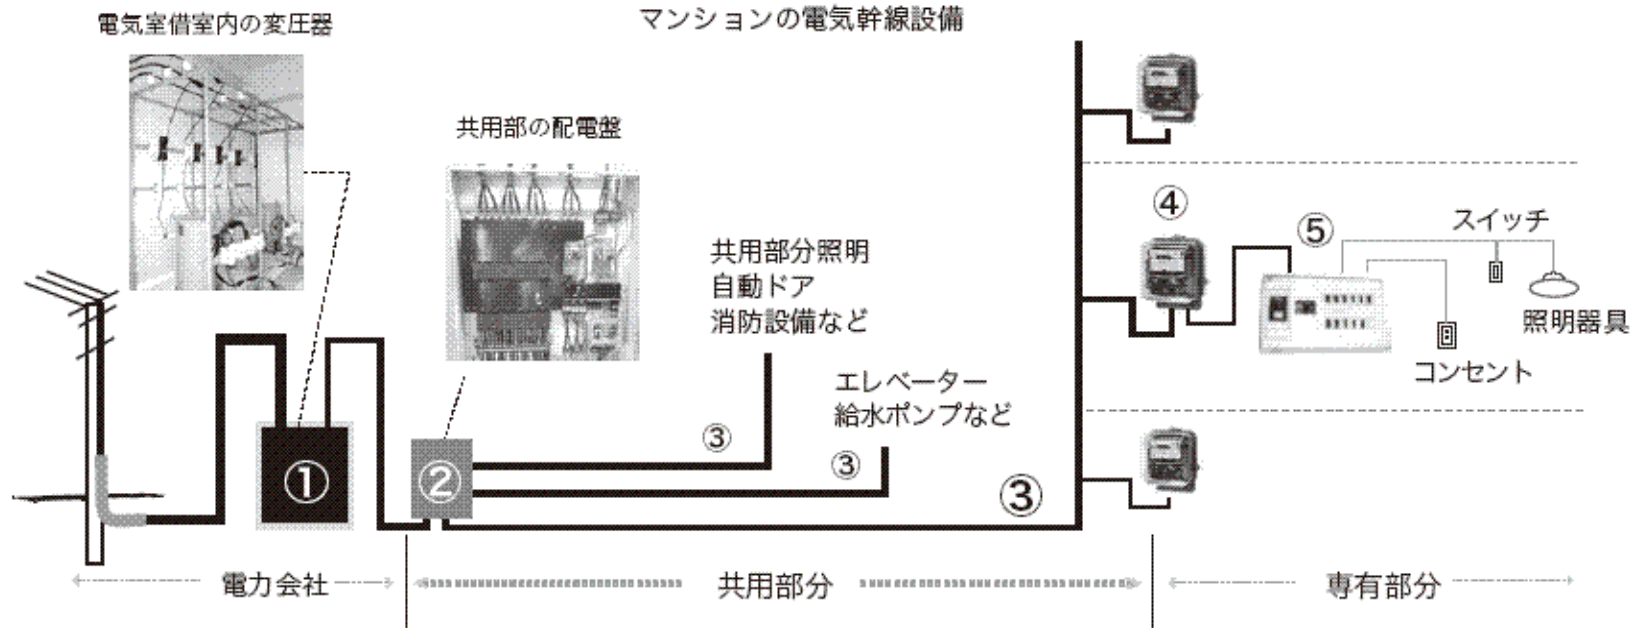 電気室借室内の変圧器
マンションの電気幹線設備
共用部の配電盤
共用部分照明
自動ドア
消防設備など
エレベーター
給水ポンプなど
④
⑤
スイッチ
照明器具
コンセント
①
②
③
③
③
電力会社
共用部分
専有部分